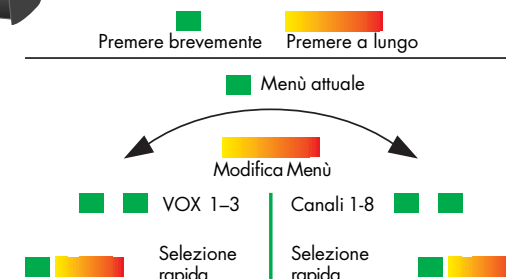 Premere brevemente Premere a lungo
Menù attuale
Modifica Menù
VOX 1–3 Canali 1-8
Selezione Selezione
rapida rapida